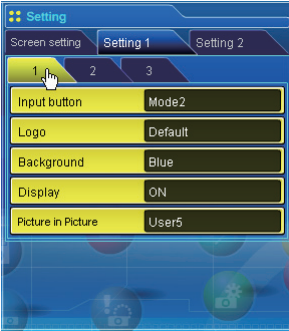 Setting
Screen setting Setting 1 Setting 2
1 2 3
Input button Mode2
Logo Default
Background Blue
Display ON
Picture in Picture User5